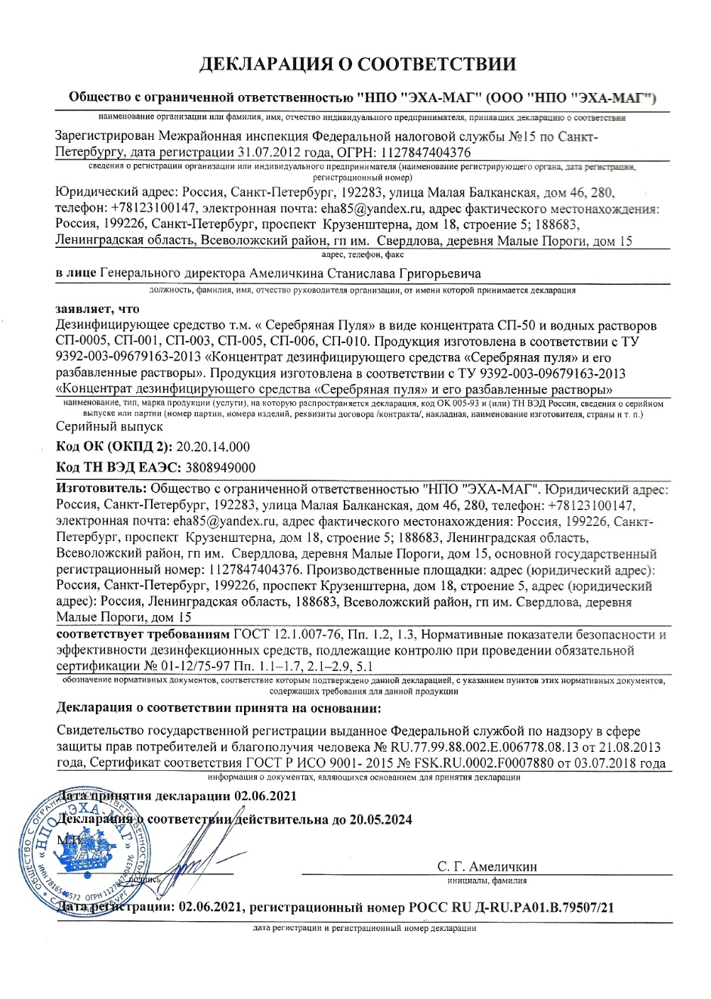 ДЕКЛАРАЦИЯ О СООТВЕТСТВИИ
Общество с ограниченной ответственностью "НПО "ЭХА-МАГ" (ООО "НПО "ЭХА-МАГ")
наименование организации или фамилия, имя, отчество индивидуального предпринимателя, принявших декларацию о соответствии
Зарегистрирован Межрайонная инспекция Федеральной налоговой службы №15 по Санкт-
Петербургу, дата регистрации 31.07.2012 года, ОГРН: 1127847404376
сведения о регистрации организации или индивидуального предпринимателя (наименование регистрирующего органа, дата регистрации,
регистрационный номер)
Юридический адрес: Россия, Санкт-Петербург, 192283, улица Малая Балканская, дом 46, 280,
телефон: +78123100147, электронная почта: eha85@yandex.ru, адрес фактического местонахождения:
Россия, 199226, Санкт-Петербург, проспект Крузенштерна, дом 18, строение 5; 188683,
Ленинградская область, Всеволожский район, гп им. Свердлова, деревня Малые Пороги, дом 15
адрес, телефон, факс
в лице Генерального директора Амеличкина Станислава Григорьевича
должность, фамилия, имя, отчество руководителя организации, от имени которой принимается декларация
заявляет, что
Дезинфицирующее средство т.м. « Серебряная Пуля» в виде концентрата СП-50 и водных растворов
СП-0005, СП-001, СП-003, СП-005, СП-006, СП-010. Продукция изготовлена в соответствии с ТУ
9392-003-09679163-2013 «Концентрат дезинфицирующего средства «Серебряная пуля» и его
разбавленные растворы». Продукция изготовлена в соответствии с ТУ 9392-003-09679163-2013
«Концентрат дезинфицирующего средства «Серебряная пуля» и его разбавленные растворы»
наименование, тип, марка продукции (услуги), на которую распространяется декларация, код ОК 005-93 и (или) ТН ВЭД России, сведения о серийном
выпуске или партии (номер партии, номера изделий, реквизиты договора /контракта/, накладная, наименование изготовителя, страны и т. п.)
Серийный выпуск
Код ОК (ОКПД 2): 20.20.14.000
Код ТН ВЭД ЕАЭС: 3808949000
Изготовитель: Общество с ограниченной ответственностью "НПО "ЭХА-МАГ". Юридический адрес:
Россия, Санкт-Петербург, 192283, улица Малая Балканская, дом 46, 280, телефон: +78123100147,
электронная почта: eha85@yandex.ru, адрес фактического местонахождения: Россия, 199226, Санкт-
Петербург, проспект Крузенштерна, дом 18, строение 5; 188683, Ленинградская область,
Всеволожский район, гп им. Свердлова, деревня Малые Пороги, дом 15, основной государственный
регистрационный номер: 1127847404376. Производственные площадки: адрес (юридический адрес):
Россия, Санкт-Петербург, 199226, проспект Крузенштерна, дом 18, строение 5, адрес (юридический
адрес): Россия, Ленинградская область, 188683, Всеволожский район, гп им. Свердлова, деревня
Малые Пороги, дом 15
соответствует требованиям ГОСТ 12.1.007-76, Пп. 1.2, 1.3, Нормативные показатели безопасности и
эффективности дезинфекционных средств, подлежащие контролю при проведении обязательной
сертификации № 01-12/75-97 Пп. 1.1–1.7, 2.1–2.9, 5.1
обозначение нормативных документов, соответствие которым подтверждено данной декларацией, с указанием пунктов этих нормативных документов,
содержащих требования для данной продукции
Декларация о соответствии принята на основании:
Свидетельство государственной регистрации выданное Федеральной службой по надзору в сфере
защиты прав потребителей и благополучия человека № RU.77.99.88.002.Е.006778.08.13 от 21.08.2013
года, Сертификат соответствия ГОСТ Р ИСО 9001- 2015 № FSK.RU.0002.F0007880 от 03.07.2018 года
информация о документах, являющихся основанием для принятия декларации
Дата принятия декларации 02.06.2021
Декларация о соответствии действительна до 20.05.2024
М.П.
С. Г. Амеличкин
подпись
инициалы, фамилия
ОБЩЕСТВО С ОГРАНИЧЕННОЙ ОТВЕТСТВЕННОСТЬЮ
«НПО «ЭХА-МАГ»
ОГРН 1127847404376
Дата регистрации: 02.06.2021, регистрационный номер РОСС RU Д-RU.РА01.В.79507/21
дата регистрации и регистрационный номер декларации